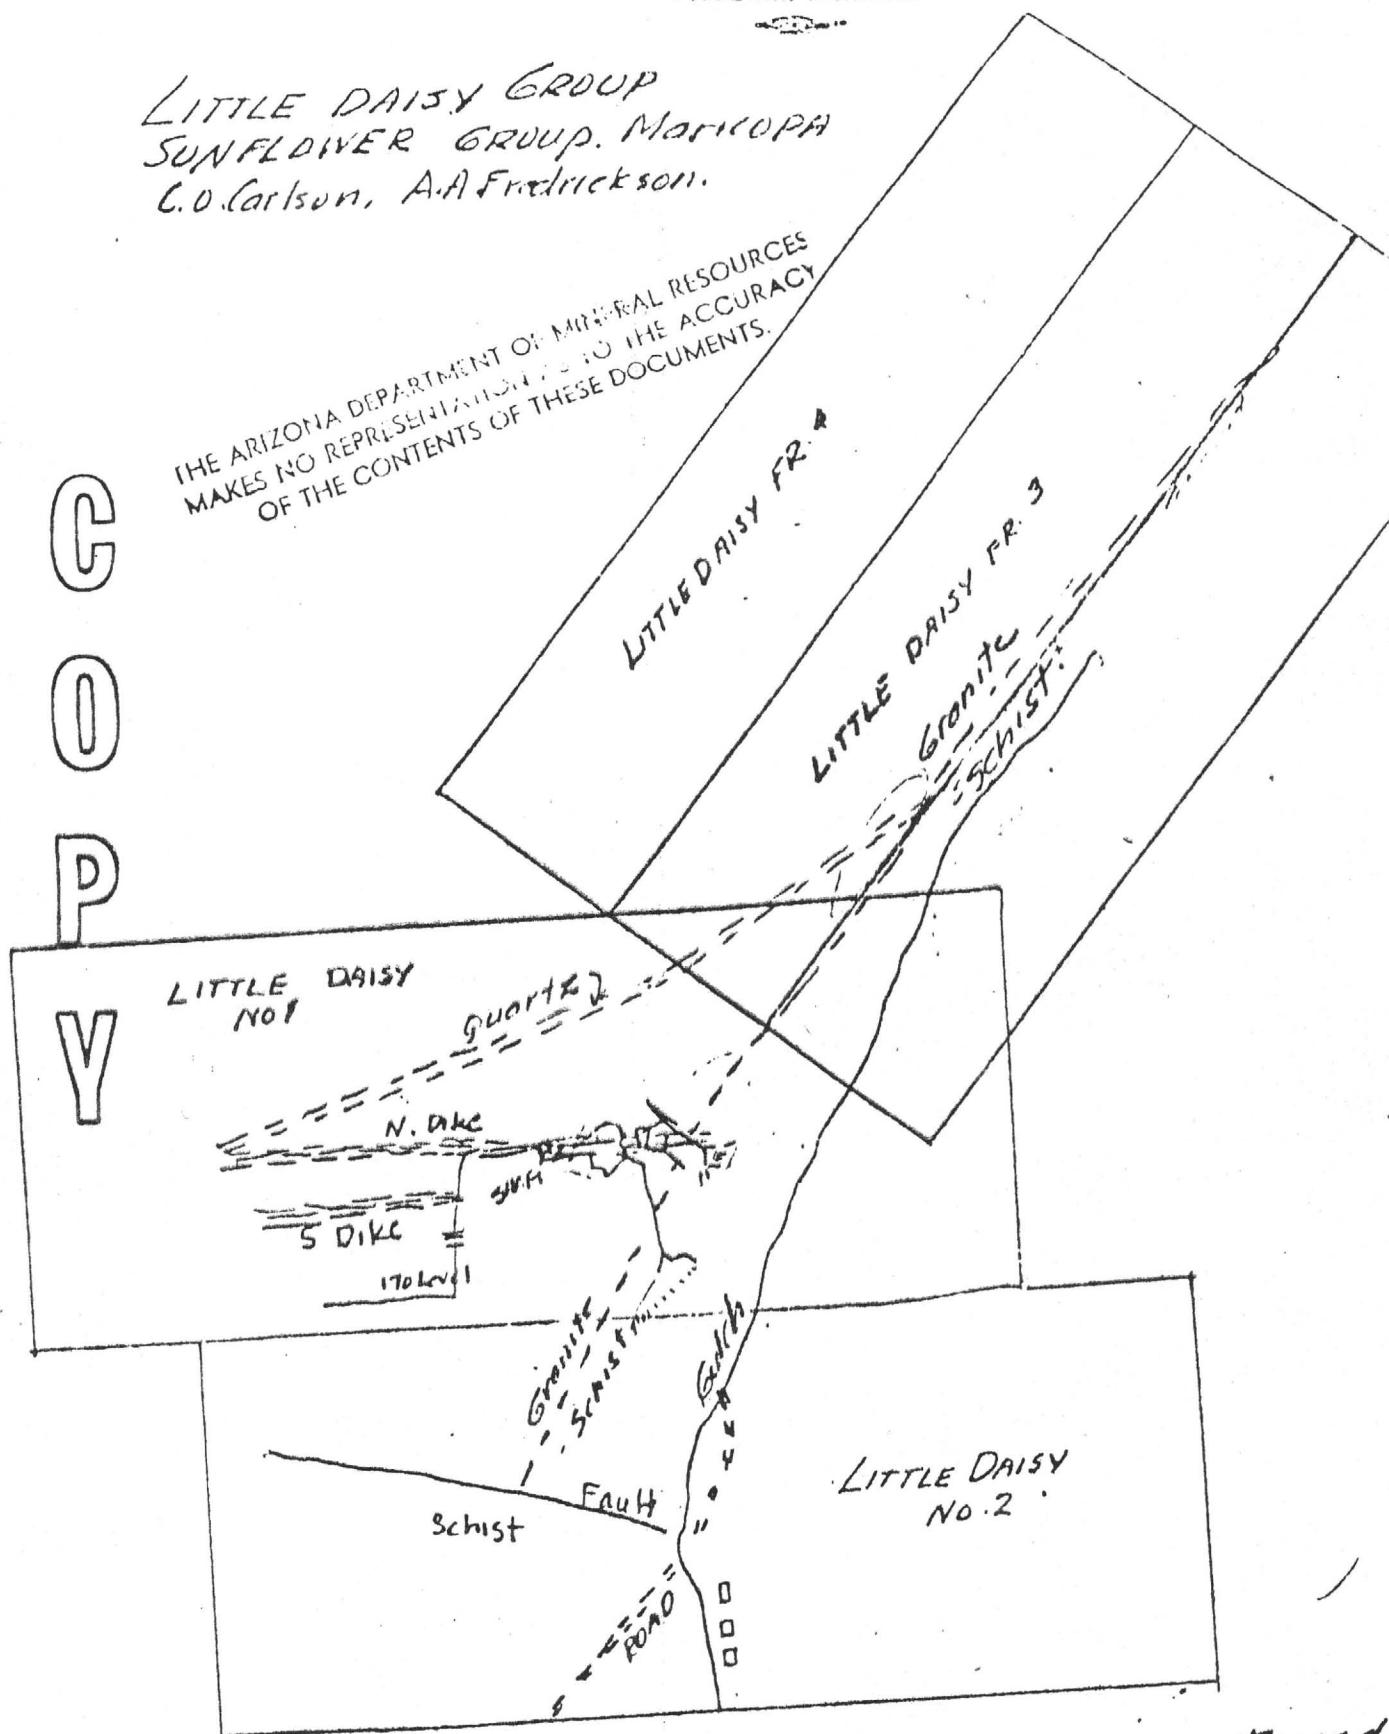 LITTLE DAISY GROUP
SUNFLOWER GROUP. MARICOPA
C.O. Carlson, A.A Fredrickson.
THE ARIZONA DEPARTMENT OF MINERAL RESOURCES
MAKES NO REPRESENTATION AS TO THE ACCURACY
OF THE CONTENTS OF THESE DOCUMENTS.
COPY
LITTLE DAISY FR. 4
LITTLE DAISY FR. 3
Granite
Schist
LITTLE DAISY
NO 1
Quartz
N. Dike
S Dike
170 Level
Granite
Schist
Gulch
Fault
Schist
LITTLE DAISY
NO. 2
ROAD